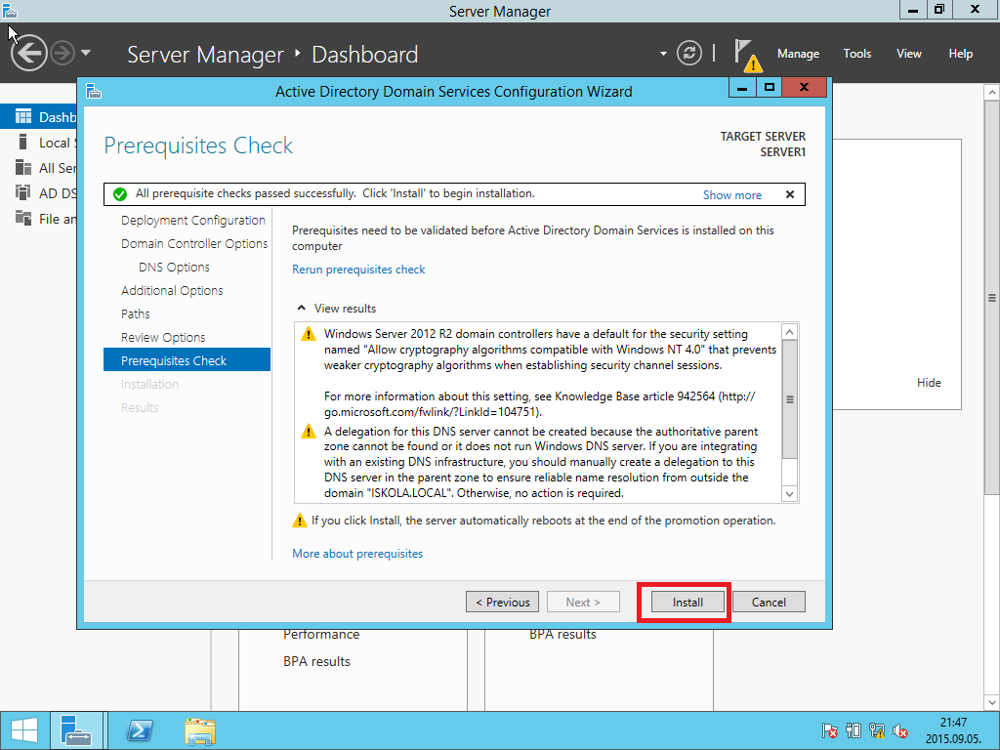 Server Manager
Server Manager ‣ Dashboard
Manage Tools View Help
Active Directory Domain Services Configuration Wizard
Dashb
Local S
All Ser
AD DS
File an
Prerequisites Check
TARGET SERVER
SERVER1
All prerequisite checks passed successfully. Click 'Install' to begin installation.
Show more
Deployment Configuration
Domain Controller Options
DNS Options
Additional Options
Paths
Review Options
Prerequisites Check
Installation
Results
Prerequisites need to be validated before Active Directory Domain Services is installed on this
computer
Rerun prerequisites check
View results
Windows Server 2012 R2 domain controllers have a default for the security setting
named "Allow cryptography algorithms compatible with Windows NT 4.0" that prevents
weaker cryptography algorithms when establishing security channel sessions.
For more information about this setting, see Knowledge Base article 942564 (http://
go.microsoft.com/fwlink/?LinkId=104751).
A delegation for this DNS server cannot be created because the authoritative parent
zone cannot be found or it does not run Windows DNS server. If you are integrating
with an existing DNS infrastructure, you should manually create a delegation to this
DNS server in the parent zone to ensure reliable name resolution from outside the
domain "ISKOLA.LOCAL". Otherwise, no action is required.
If you click Install, the server automatically reboots at the end of the promotion operation.
More about prerequisites
Hide
< Previous
Next >
Install
Cancel
Performance
BPA results
BPA results
21:47
2015.09.05.